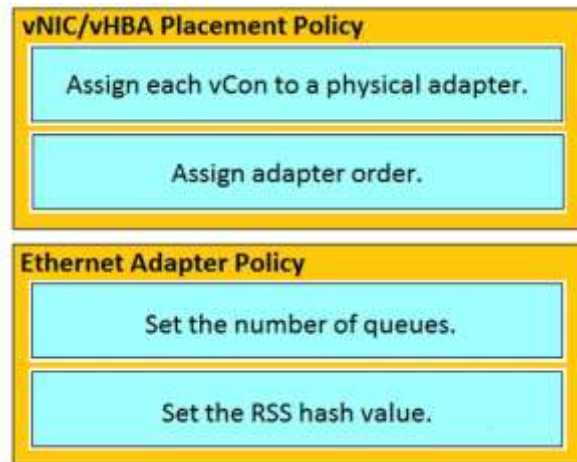 vNIC/vHBA Placement Policy
Assign each vCon to a physical adapter.
Assign adapter order.
Ethernet Adapter Policy
Set the number of queues.
Set the RSS hash value.